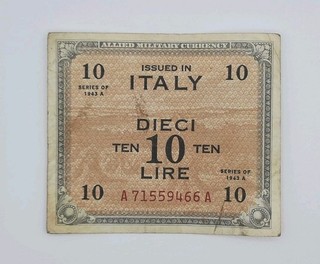 ALLIED MILITARY CURRENCY
10 ISSUED IN 10
SERIES OF
1943 A
ITALY
DIECI
TEN 10 TEN
LIRE
SERIES OF
1943 A
10 A71559466A 10